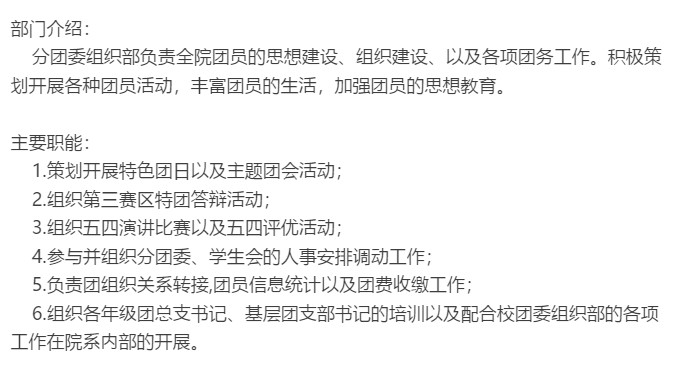 部门介绍：
分团委组织部负责全院团员的思想建设、组织建设、以及各项团务工作。积极策
划开展各种团员活动，丰富团员的生活，加强团员的思想教育。
主要职能：
1.策划开展特色团日以及主题团会活动；
2.组织第三赛区特团答辩活动；
3.组织五四演讲比赛以及五四评优活动；
4.参与并组织分团委、学生会的人事安排调动工作；
5.负责团组织关系转接,团员信息统计以及团费收缴工作；
6.组织各年级团总支书记、基层团支部书记的培训以及配合校团委组织部的各项
工作在院系内部的开展。